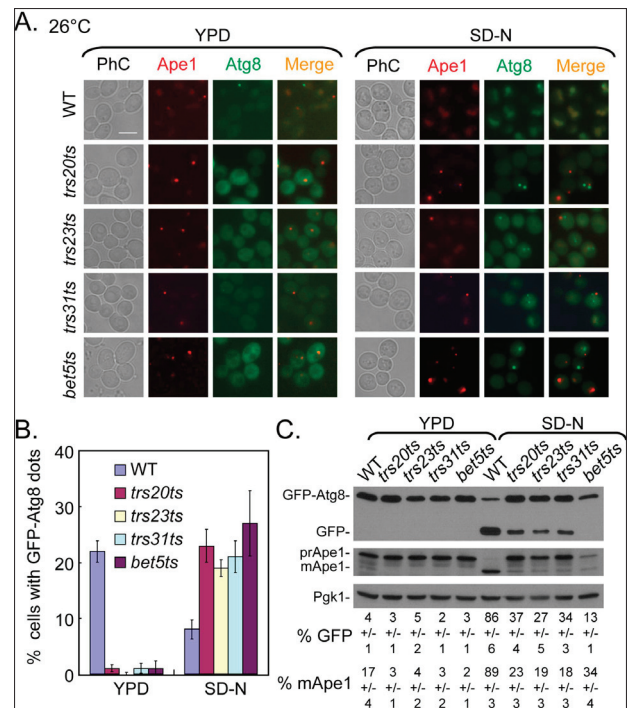 A. 26°C
YPD SD-N
PhC Ape1 Atg8 Merge PhC Ape1 Atg8 Merge
WT
trs20ts
trs23ts
trs31ts
bet5ts
B.
% cells with GFP-Atg8 dots
40
30
20
10
0
WT
trs20ts
trs23ts
trs31ts
bet5ts
YPD SD-N
C.
YPD SD-N
WT trs20ts trs23ts trs31ts bet5ts WT trs20ts trs23ts trs31ts bet5ts
GFP-Atg8-
GFP-
prApe1-
mApe1-
Pgk1-
4 3 5 2 3 86 37 27 34 13
% GFP +/- +/- +/- +/- +/- +/- +/- +/- +/- +/-
1 1 2 1 1 6 4 5 3 1
17 3 4 3 2 89 23 19 18 34
% mApe1 +/- +/- +/- +/- +/- +/- +/- +/- +/- +/-
4 1 2 2 1 3 3 3 3 4